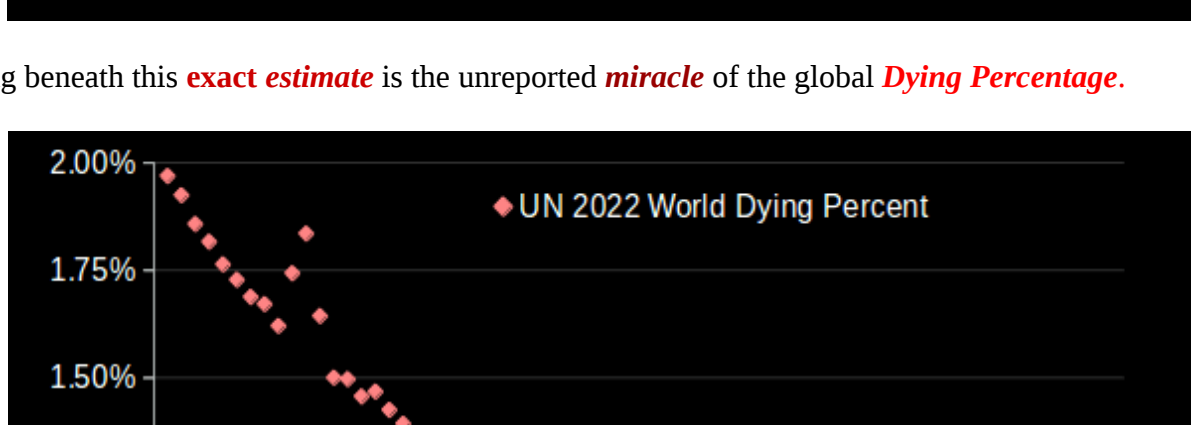 g beneath this exact estimate is the unreported miracle of the global Dying Percentage.
2.00%
UN 2022 World Dying Percent
1.75%
1.50%